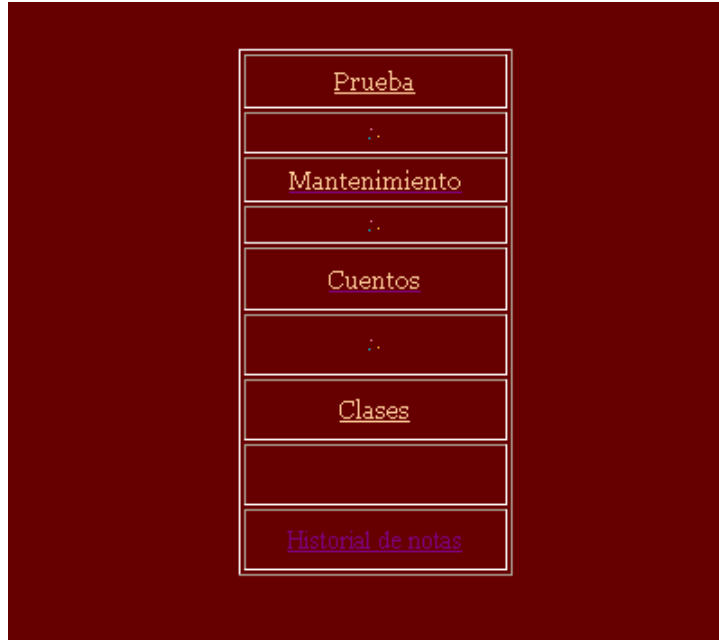 Prueba
:.
Mantenimiento
:.
Cuentos
:.
Clases
Historial de notas